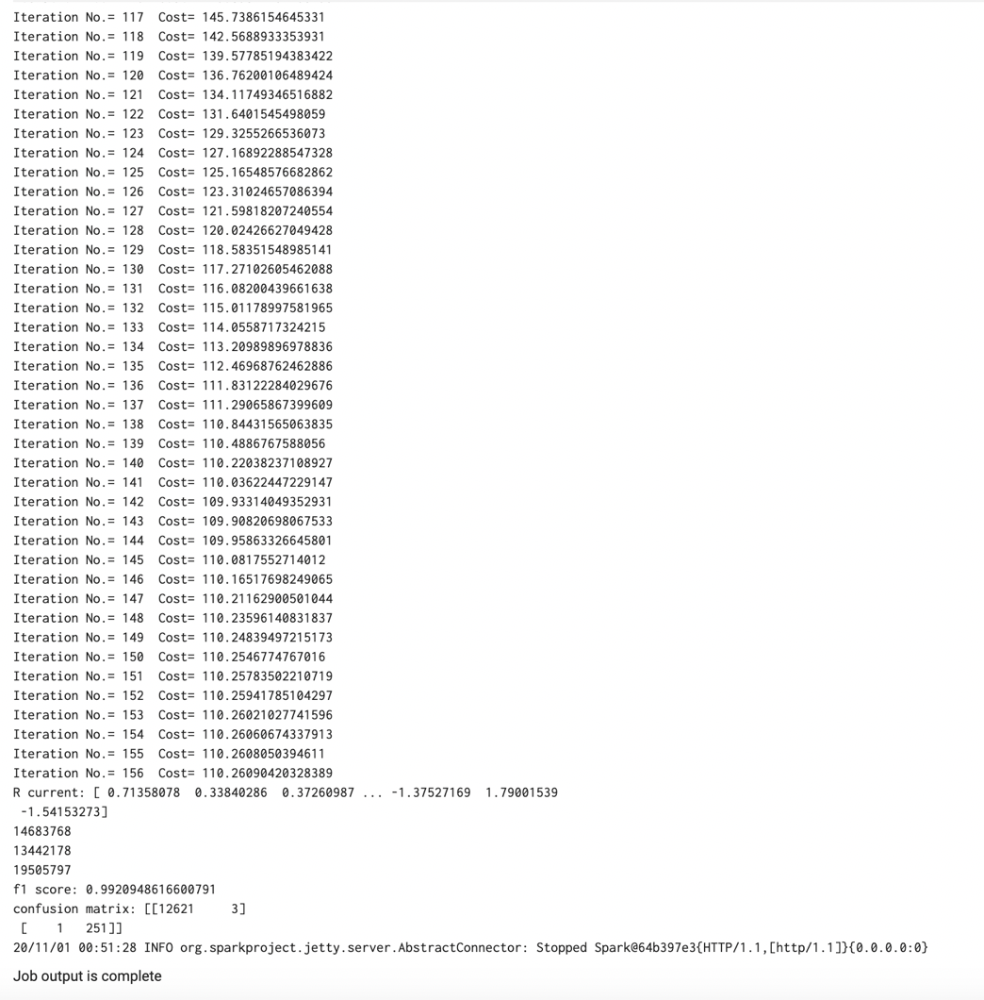 Iteration No.= 117  Cost= 145.7386154645331
Iteration No.= 118  Cost= 142.5688933353931
Iteration No.= 119  Cost= 139.57785194383422
Iteration No.= 120  Cost= 136.76200106489424
Iteration No.= 121  Cost= 134.11749346516882
Iteration No.= 122  Cost= 131.6401545498059
Iteration No.= 123  Cost= 129.3255266536073
Iteration No.= 124  Cost= 127.16892288547328
Iteration No.= 125  Cost= 125.16548576682862
Iteration No.= 126  Cost= 123.31024657086394
Iteration No.= 127  Cost= 121.59818207240554
Iteration No.= 128  Cost= 120.02426627049428
Iteration No.= 129  Cost= 118.58351548985141
Iteration No.= 130  Cost= 117.27102605462088
Iteration No.= 131  Cost= 116.08200439661638
Iteration No.= 132  Cost= 115.01178997581965
Iteration No.= 133  Cost= 114.0558717324215
Iteration No.= 134  Cost= 113.20989896978836
Iteration No.= 135  Cost= 112.46968762462886
Iteration No.= 136  Cost= 111.83122284029676
Iteration No.= 137  Cost= 111.29065867399609
Iteration No.= 138  Cost= 110.84431565063835
Iteration No.= 139  Cost= 110.4886767588056
Iteration No.= 140  Cost= 110.22038237108927
Iteration No.= 141  Cost= 110.03622447229147
Iteration No.= 142  Cost= 109.93314049352931
Iteration No.= 143  Cost= 109.90820698067533
Iteration No.= 144  Cost= 109.95863326645801
Iteration No.= 145  Cost= 110.0817552714012
Iteration No.= 146  Cost= 110.16517698249065
Iteration No.= 147  Cost= 110.21162900501044
Iteration No.= 148  Cost= 110.23596140831837
Iteration No.= 149  Cost= 110.24839497215173
Iteration No.= 150  Cost= 110.2546774767016
Iteration No.= 151  Cost= 110.25783502210719
Iteration No.= 152  Cost= 110.25941785104297
Iteration No.= 153  Cost= 110.26021027741596
Iteration No.= 154  Cost= 110.26060674337913
Iteration No.= 155  Cost= 110.2608050394611
Iteration No.= 156  Cost= 110.26090420328389
R current: [ 0.71358078  0.33840286  0.37260987 ... -1.37527169  1.79001539
 -1.54153273]
14683768
13442178
19505797
f1 score: 0.9920948616600791
confusion matrix: [[12621     3]
 [    1   251]]
20/11/01 00:51:28 INFO org.sparkproject.jetty.server.AbstractConnector: Stopped Spark@64b397e3{HTTP/1.1,[http/1.1]}{0.0.0.0:0}
Job output is complete